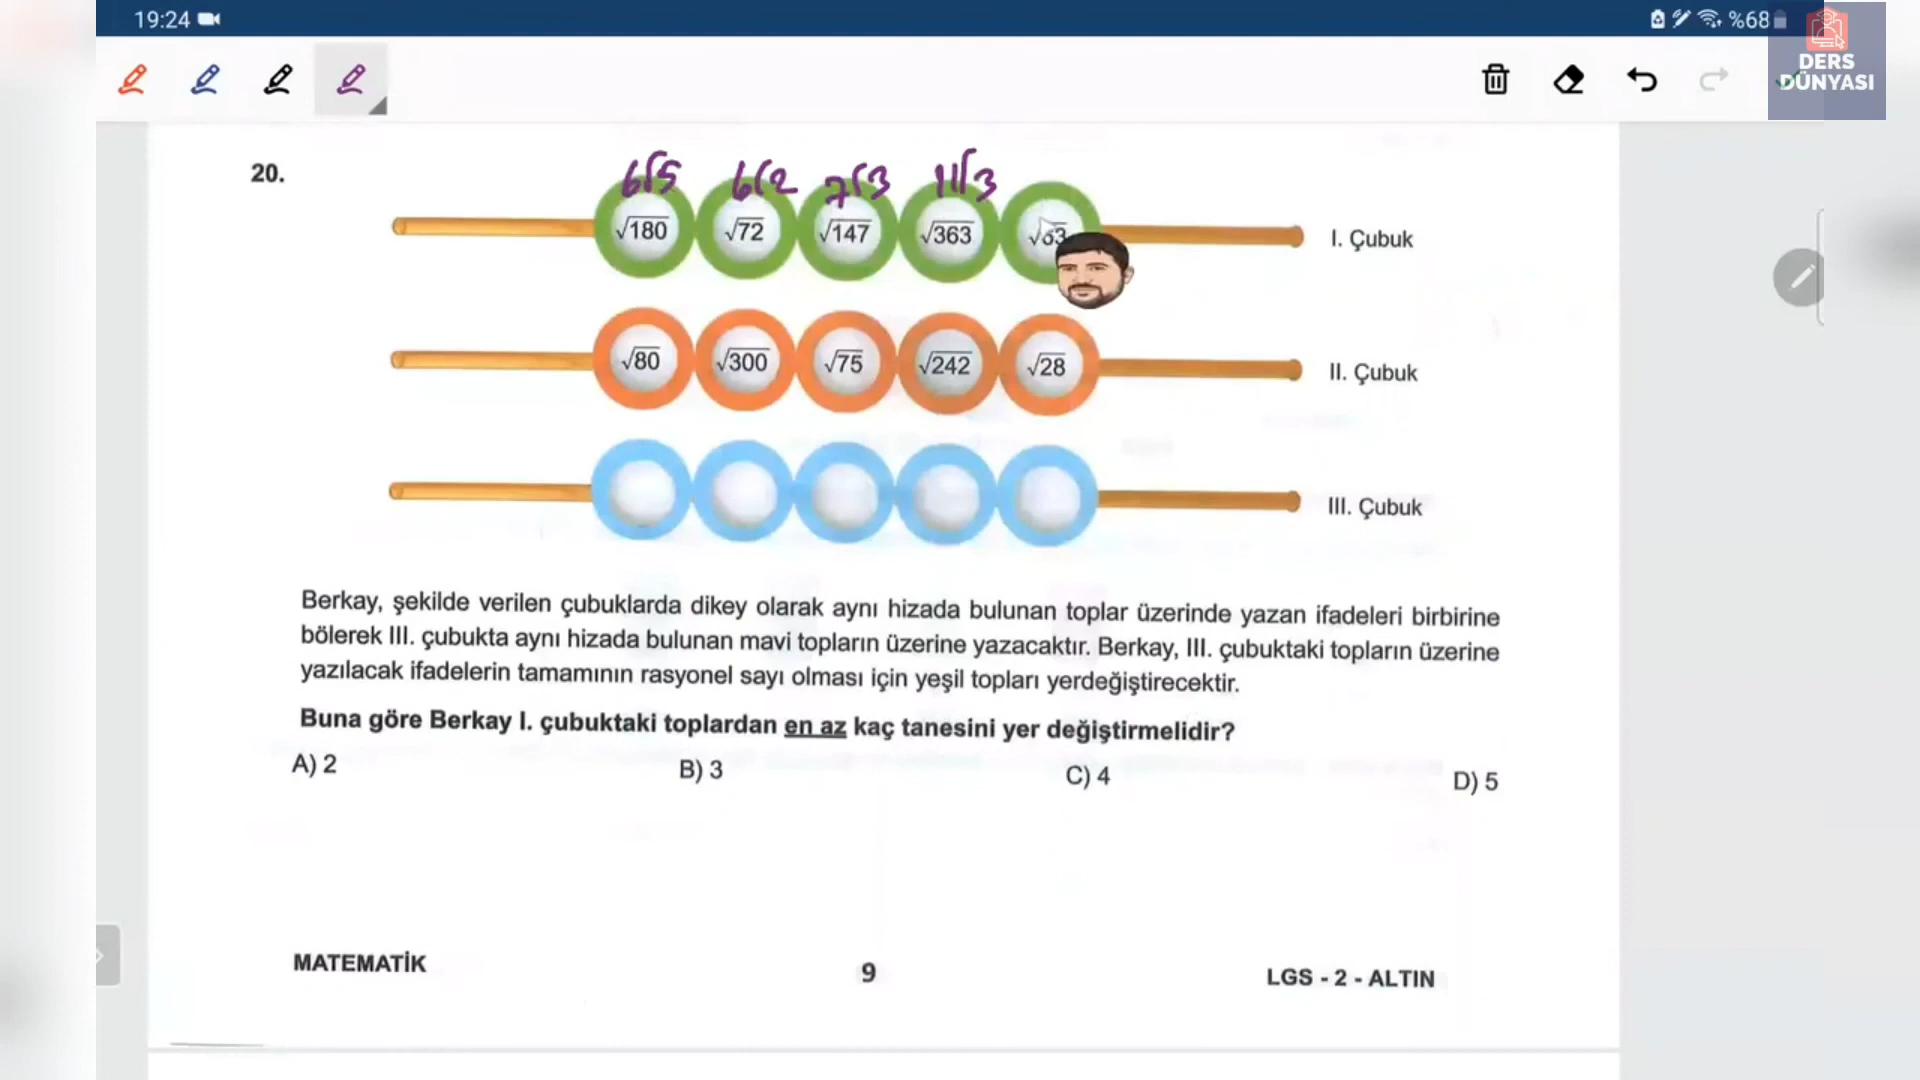 19:24
%68
DERS
DÜNYASI
20.
6√5 6√2 7√3 11√3
√180 √72 √147 √363 √63
I. Çubuk
√80 √300 √75 √242 √28
II. Çubuk
III. Çubuk
Berkay, şekilde verilen çubuklarda dikey olarak aynı hizada bulunan toplar üzerinde yazan ifadeleri birbirine
bölerek III. çubukta aynı hizada bulunan mavi topların üzerine yazacaktır. Berkay, III. çubuktaki topların üzerine
yazılacak ifadelerin tamamının rasyonel sayı olması için yeşil topları yerdeğiştirecektir.
Buna göre Berkay I. çubuktaki toplardan en az kaç tanesini yer değiştirmelidir?
A) 2 B) 3 C) 4 D) 5
MATEMATİK 9 LGS - 2 - ALTIN